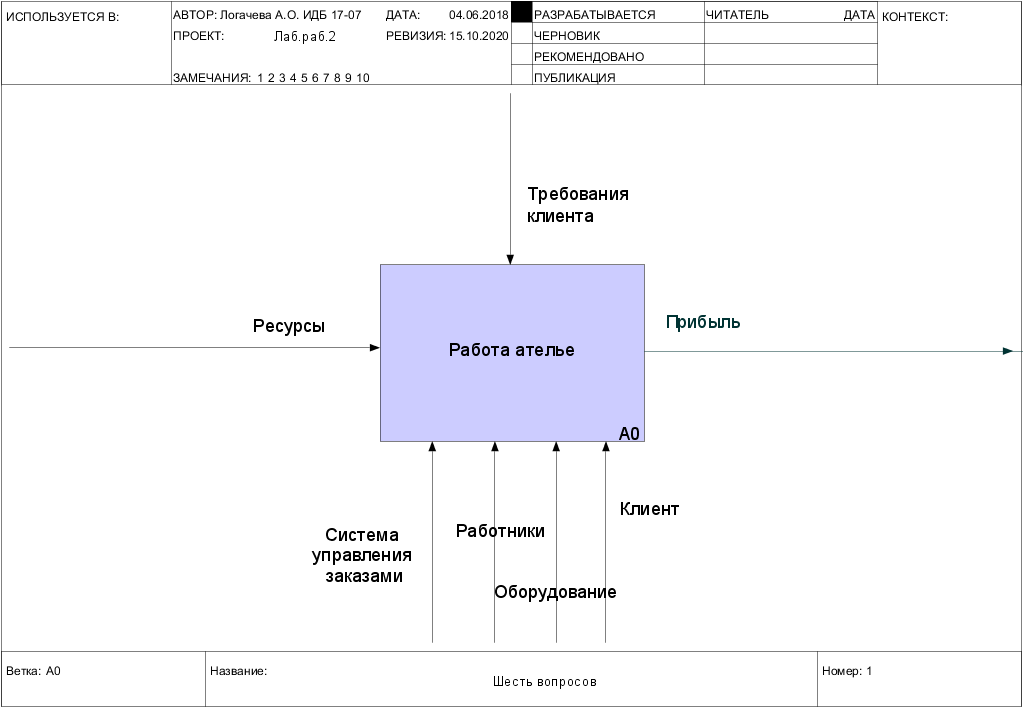 ИСПОЛЬЗУЕТСЯ В:
АВТОР: Логачева А.О. ИДБ 17-07
ДАТА: 04.06.2018
ПРОЕКТ: Лаб.раб.2
РЕВИЗИЯ: 15.10.2020
ЗАМЕЧАНИЯ: 1 2 3 4 5 6 7 8 9 10
РАЗРАБАТЫВАЕТСЯ
ЧЕРНОВИК
РЕКОМЕНДОВАНО
ПУБЛИКАЦИЯ
ЧИТАТЕЛЬ ДАТА
КОНТЕКСТ:
Требования
клиента
Ресурсы
Работа ателье
A0
Прибыль
Система
управления
заказами
Работники
Оборудование
Клиент
Ветка: A0
Название:
Шесть вопросов
Номер: 1